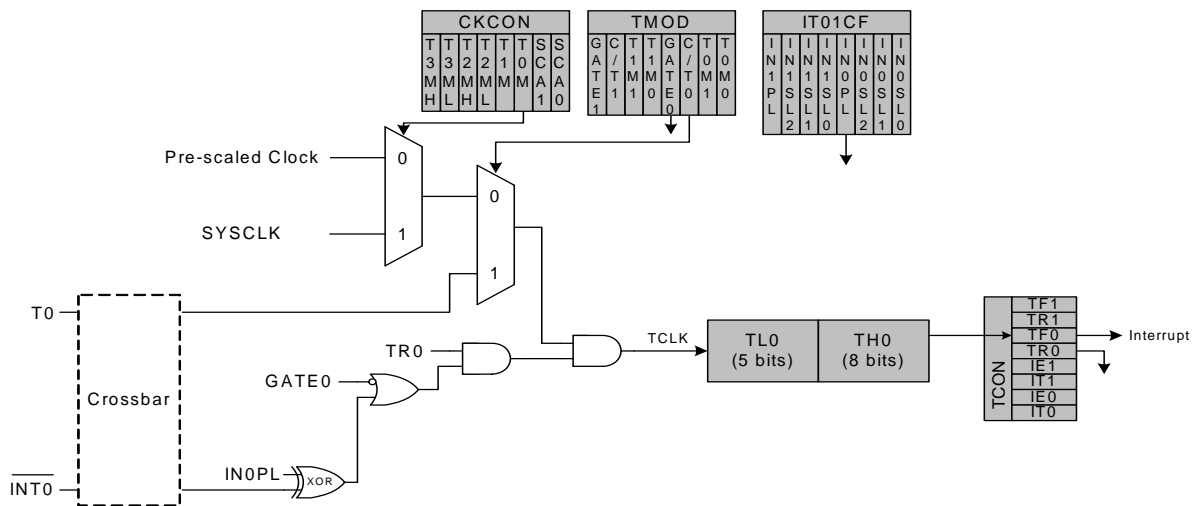 CKCON
T3MH T3ML T2MH T2ML T1M T0M SCA1 SCA0
TMOD
GATE1 C/T1 T1M1 T1M0 GATE0 C/T0 T0M1 T0M0
IT01CF
IN1PL IN1SL2 IN1SL1 IN1SL0 IN0PL IN0SL2 IN0SL1 IN0SL0
Pre-scaled Clock
0
SYSCLK
1
0
1
T0
Crossbar
INT0
TR0
GATE0
IN0PL
XOR
TCLK
TL0
(5 bits)
TH0
(8 bits)
TCON
TF1
TR1
TF0
TR0
IE1
IT1
IE0
IT0
Interrupt